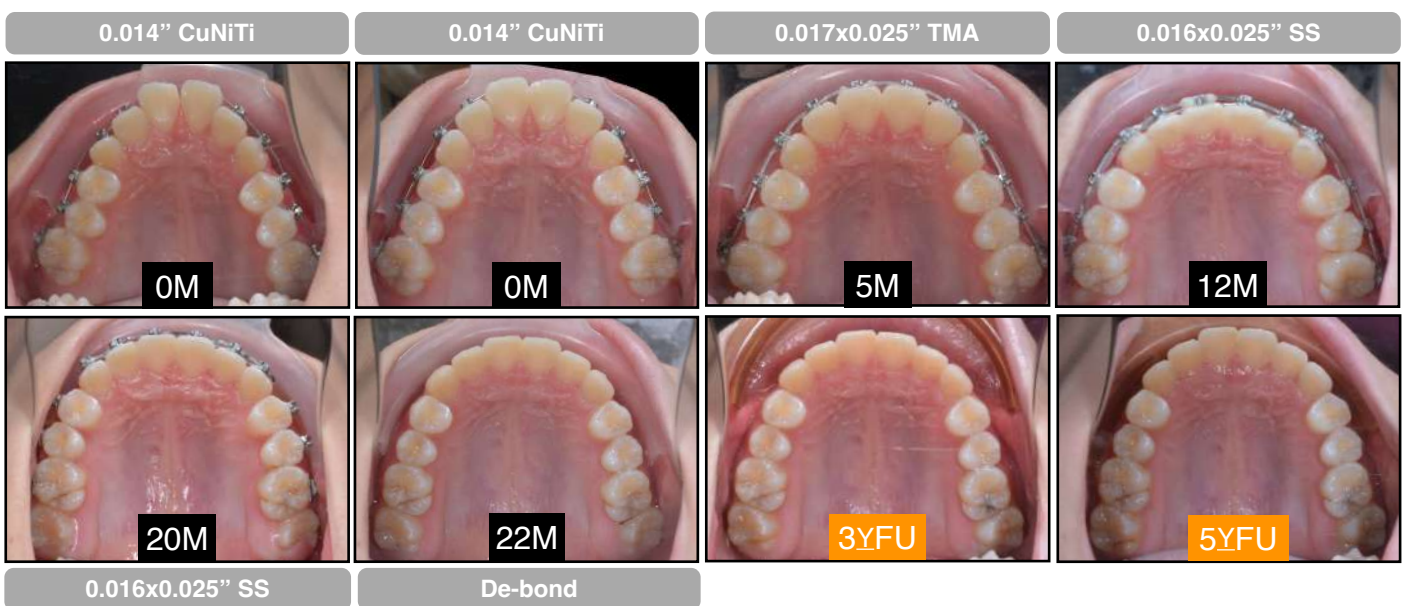 0.014” CuNiTi
0.014” CuNiTi
0.017x0.025” TMA
0.016x0.025” SS
0M
0M
5M
12M
20M
22M
3YFU
5YFU
0.016x0.025” SS
De-bond